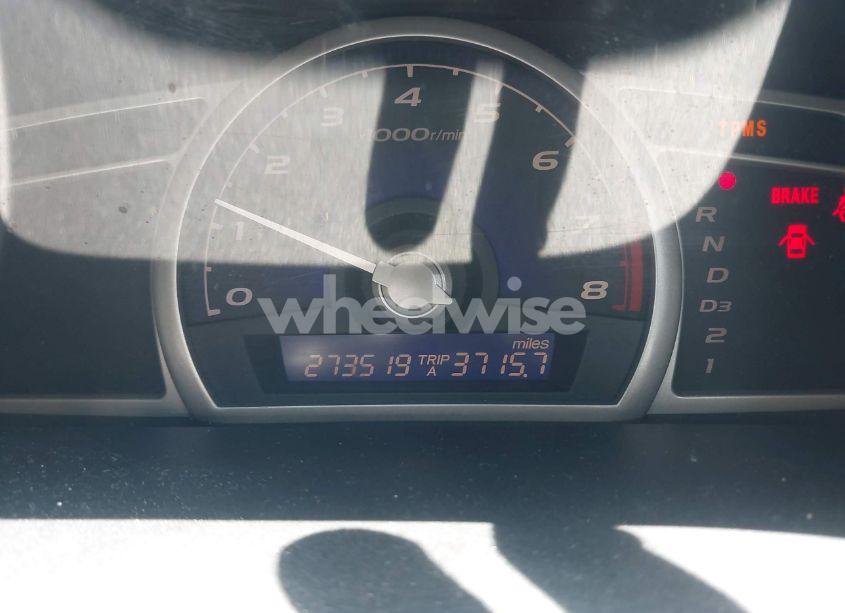 4
3
5
1000r/min
2
6
TPMS
1
7
BRAKE
R
N
0
8
D
wheelwise
D3
miles
273519 TRIP A 3715.7
2
1